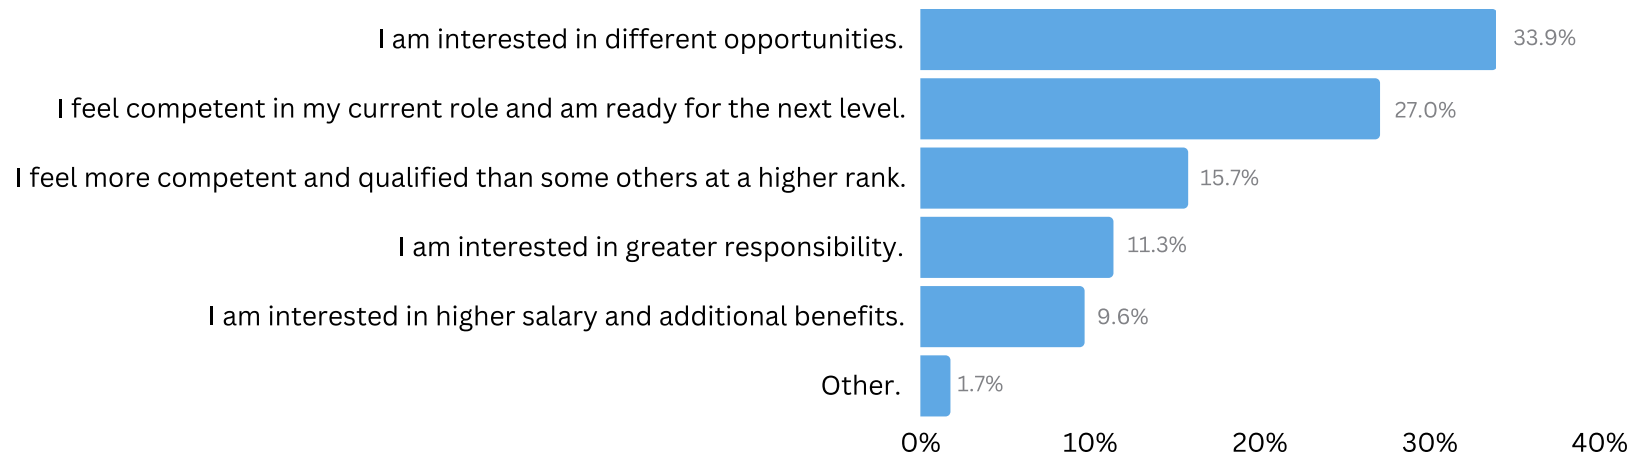 I am interested in different opportunities.
33.9%
I feel competent in my current role and am ready for the next level.
27.0%
I feel more competent and qualified than some others at a higher rank.
15.7%
I am interested in greater responsibility.
11.3%
I am interested in higher salary and additional benefits.
9.6%
Other.
1.7%
0% 10% 20% 30% 40%